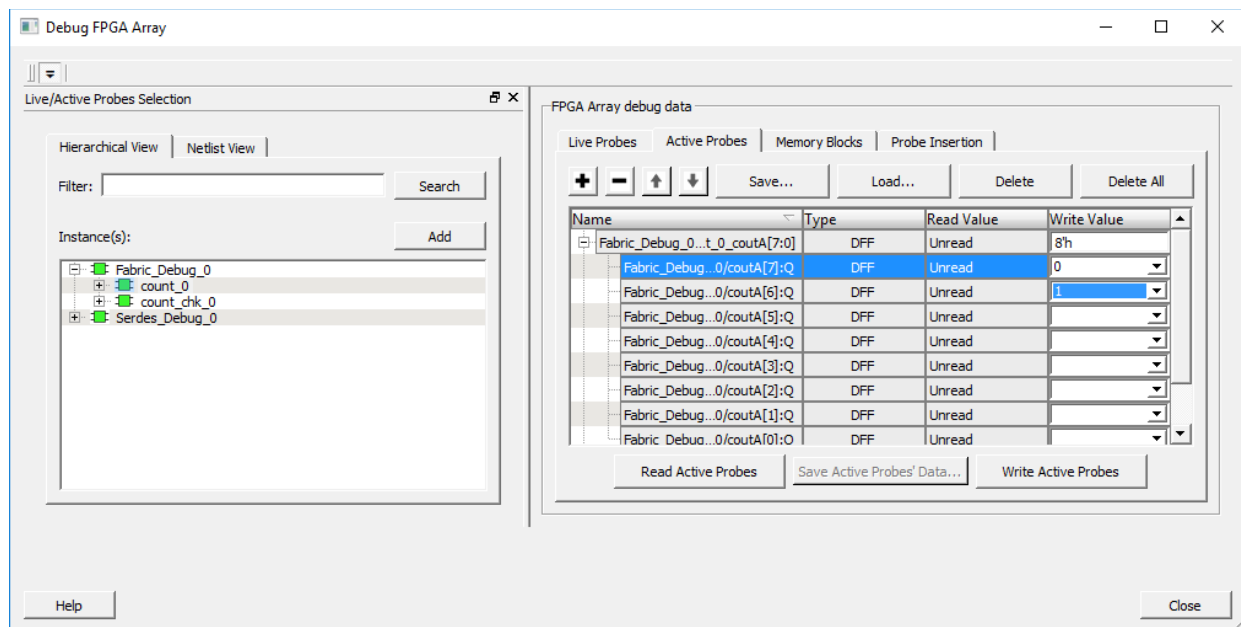 Debug FPGA Array
Live/Active Probes Selection
Hierarchical View Netlist View
Filter: Search
Instance(s): Add
Fabric_Debug_0
count_0
count_chk_0
Serdes_Debug_0
FPGA Array debug data
Live Probes Active Probes Memory Blocks Probe Insertion
Save... Load... Delete Delete All
Name Type Read Value Write Value
Fabric_Debug_0...t_0_coutA[7:0] DFF Unread 8'h
Fabric_Debug...0/coutA[7]:Q DFF Unread 0
Fabric_Debug...0/coutA[6]:Q DFF Unread 1
Fabric_Debug...0/coutA[5]:Q DFF Unread
Fabric_Debug...0/coutA[4]:Q DFF Unread
Fabric_Debug...0/coutA[3]:Q DFF Unread
Fabric_Debug...0/coutA[2]:Q DFF Unread
Fabric_Debug...0/coutA[1]:Q DFF Unread
Fabric_Debug...0/coutA[0]:Q DFF Unread
Read Active Probes Save Active Probes' Data... Write Active Probes
Help Close